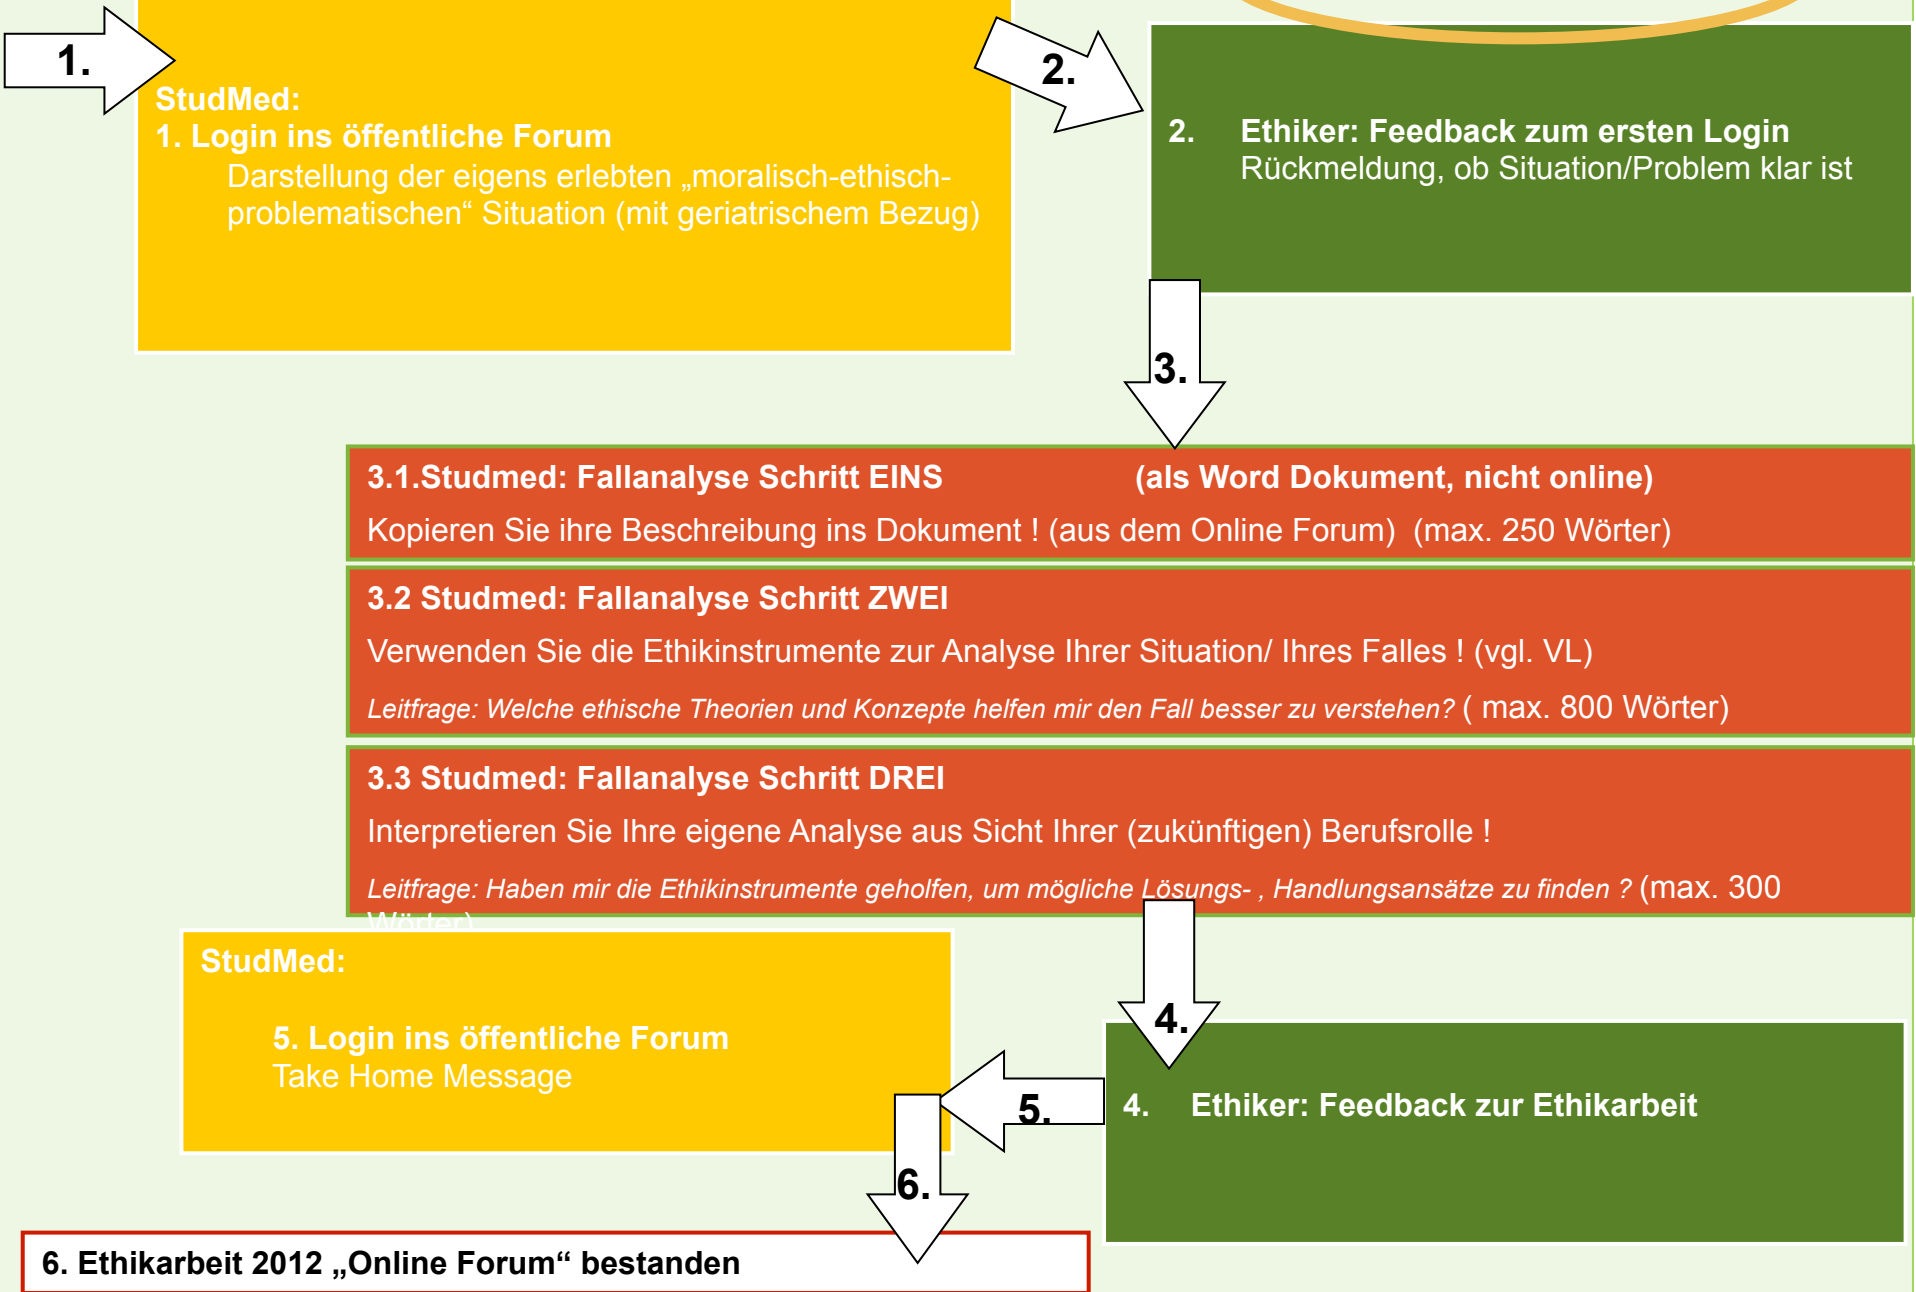 1.
StudMed:
1. Login ins öffentliche Forum
Darstellung der eigens erlebten „moralisch-ethisch-
problematischen“ Situation (mit geriatrischem Bezug)
2.
2. Ethiker: Feedback zum ersten Login
Rückmeldung, ob Situation/Problem klar ist
3.
3.1.Studmed: Fallanalyse Schritt EINS (als Word Dokument, nicht online)
Kopieren Sie ihre Beschreibung ins Dokument ! (aus dem Online Forum) (max. 250 Wörter)
3.2 Studmed: Fallanalyse Schritt ZWEI
Verwenden Sie die Ethikinstrumente zur Analyse Ihrer Situation/ Ihres Falles ! (vgl. VL)
Leitfrage: Welche ethische Theorien und Konzepte helfen mir den Fall besser zu verstehen? ( max. 800 Wörter)
3.3 Studmed: Fallanalyse Schritt DREI
Interpretieren Sie Ihre eigene Analyse aus Sicht Ihrer (zukünftigen) Berufsrolle !
Leitfrage: Haben mir die Ethikinstrumente geholfen, um mögliche Lösungs- , Handlungsansätze zu finden ? (max. 300
Wörter)
4.
4. Ethiker: Feedback zur Ethikarbeit
5.
StudMed:
5. Login ins öffentliche Forum
Take Home Message
6.
6. Ethikarbeit 2012 „Online Forum“ bestanden